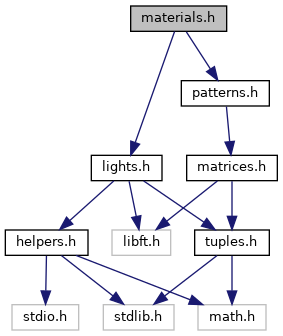 materials.h
patterns.h
lights.h
matrices.h
helpers.h
libft.h
tuples.h
stdio.h
stdlib.h
math.h